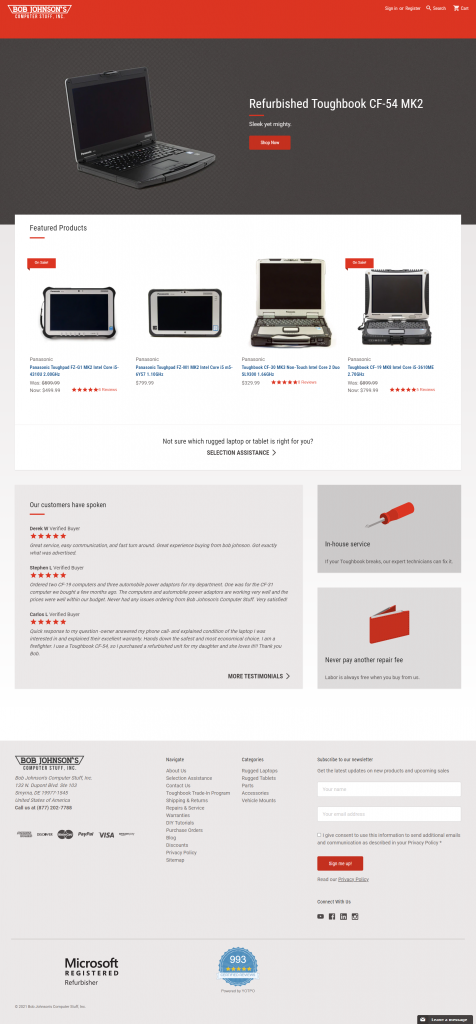 BOB JOHNSON'S
COMPUTER STUFF, INC.
Sign in or Register
Search
Cart
Refurbished Toughbook CF-54 MK2
Sleek yet mighty.
Shop Now
Featured Products
On Sale!
On Sale!
Panasonic
Panasonic Toughpad FZ-G1 MK2 Intel Core i5-
4310U 2.00GHz
Was: $899.99
Now: $499.99
5 Reviews
Panasonic
Panasonic Toughpad FZ-M1 MK2 Intel Core i5 m5-
6Y57 1.10GHz
$799.99
Panasonic
Toughbook CF-30 MK3 Non-Touch Intel Core 2 Duo
SL9300 1.66GHz
$329.99
8 Reviews
Panasonic
Toughbook CF-19 MK8 Intel Core i5-3610ME
2.70GHz
Was: $899.99
Now: $799.99
Reviews
Not sure which rugged laptop or tablet is right for you?
SELECTION ASSISTANCE
Our customers have spoken
Derek W Verified Buyer
Great service, easy communication, and fast turn around. Great experience buying from bob johnson. Got exactly
what was advertised.
Stephen L Verified Buyer
Ordered two CF-19 computers and three automobile power adaptors for my department. One was for the CF-31
computer we bought a few months ago. The computers and automobile power adaptors are working very well and the
prices were well within our budget. Never had any issues ordering from Bob Johnson's Computer Stuff. Very satisfied!
Carlos L Verified Buyer
Quick response to my question -owner answered my phone call- and explained condition of the laptop I was
interested in and explained their excellent warranty. Hands down the safest and most economical choice. I am a
firefighter. I use a Toughbook CF-54, so I purchased a refurbished unit for my daughter and she loves it!!! Thank you
Bob.
MORE TESTIMONIALS
In-house service
If your Toughbook breaks, our expert technicians can fix it.
Never pay another repair fee
Labor is always free when you buy from us.
BOB JOHNSON'S
COMPUTER STUFF, INC.
Bob Johnson's Computer Stuff, Inc.
132 N. Dupont Blvd Ste 103
Smyrna, DE 19977-1549
United States of America
Call us at (877) 202-7788
DISCOVER
PayPal
VISA
Navigate
About Us
Selection Assistance
Contact Us
Toughbook Trade-In Program
Shipping & Returns
Repairs & Service
Warranties
DIY Tutorials
Purchase Orders
Blog
Discounts
Privacy Policy
Sitemap
Categories
Rugged Laptops
Rugged Tablets
Parts
Accessories
Vehicle Mounts
Subscribe to our newsletter
Get the latest updates on new products and upcoming sales
Your name
Your email address
I give consent to use this information to send additional emails
and communication as described in your Privacy Policy *
Sign me up!
Read our Privacy Policy
Connect With Us
Microsoft
REGISTERED
Refurbisher
993
Powered by YOTPO
© 2021 Bob Johnson's Computer Stuff, Inc.
Leave a message